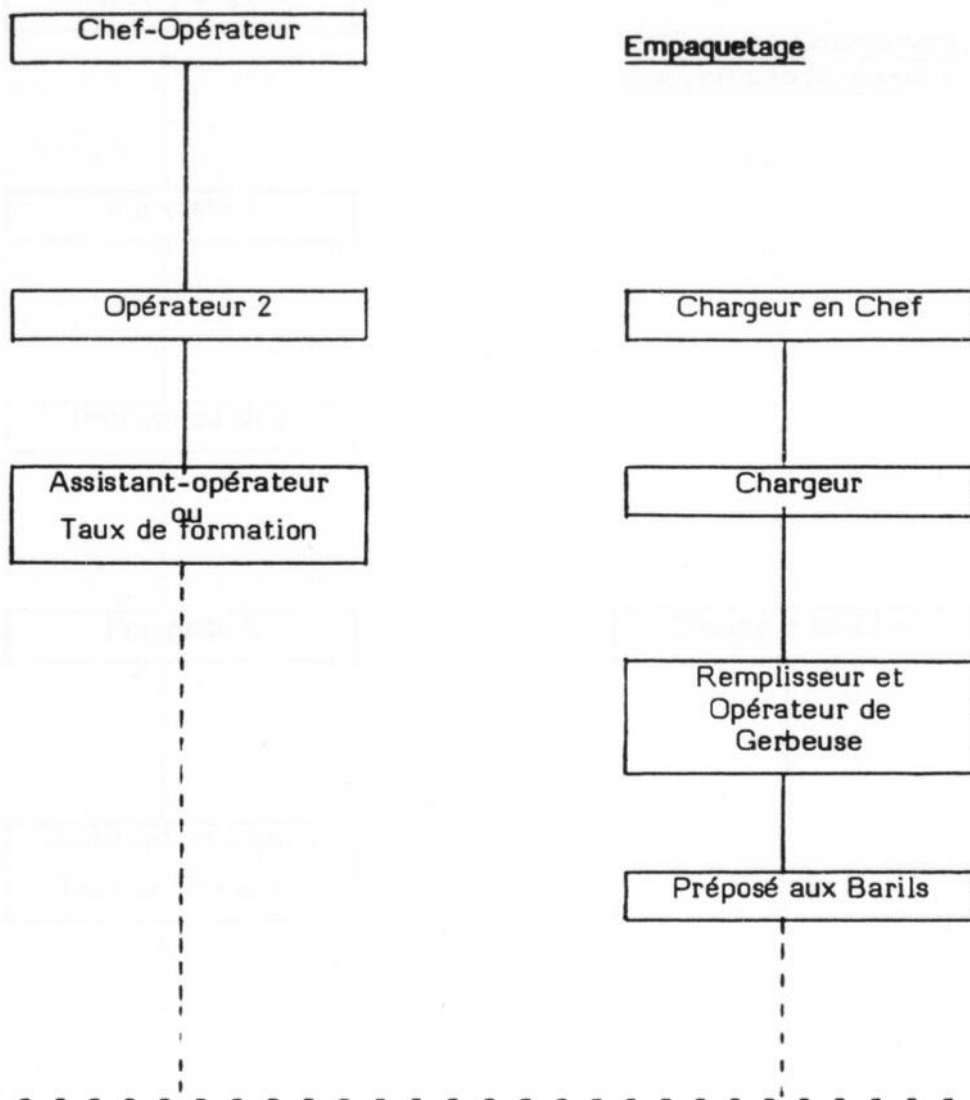 Chef-Opérateur
Opérateur 2
Assistant-opérateur
ou
Taux de formation
Empaquetage
Chargeur en Chef
Chargeur
Remplisseur et
Opérateur de
Gerbeuse
Préposé aux Barils